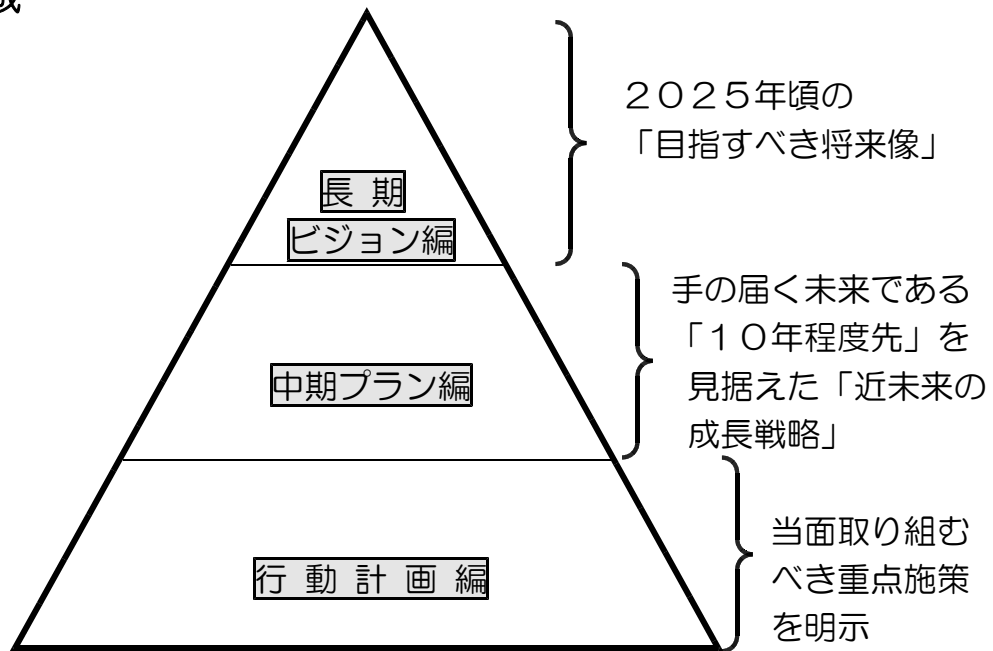 ２０２５年頃の
「目指すべき将来像」
長 期
ビジョン編
手の届く未来である
「１０年程度先」を
見据えた「近未来の
成長戦略」
中期プラン編
当面取り組む
べき重点施策
を明示
行 動 計 画 編